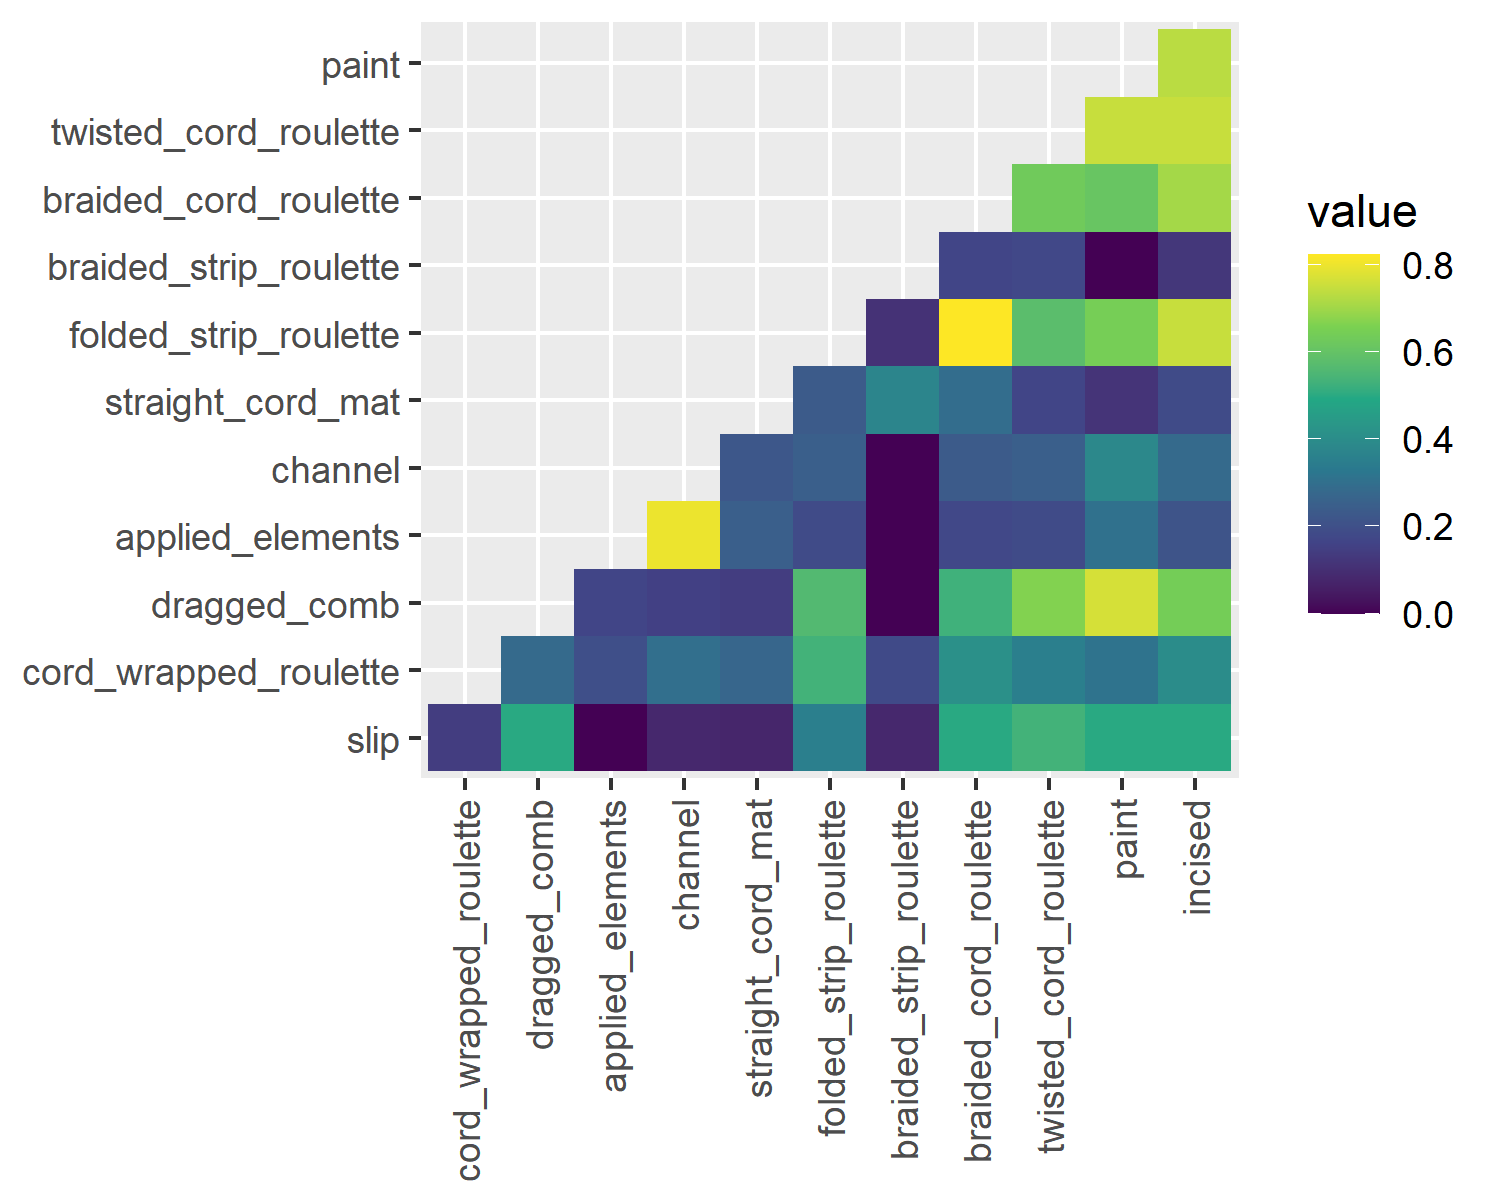 paint
twisted_cord_roulette
braided_cord_roulette
braided_strip_roulette
folded_strip_roulette
straight_cord_mat
channel
applied_elements
dragged_comb
cord_wrapped_roulette
slip
cord_wrapped_roulette
dragged_comb
applied_elements
channel
straight_cord_mat
folded_strip_roulette
braided_strip_roulette
braided_cord_roulette
twisted_cord_roulette
paint
incised
value
0.8
0.6
0.4
0.2
0.0